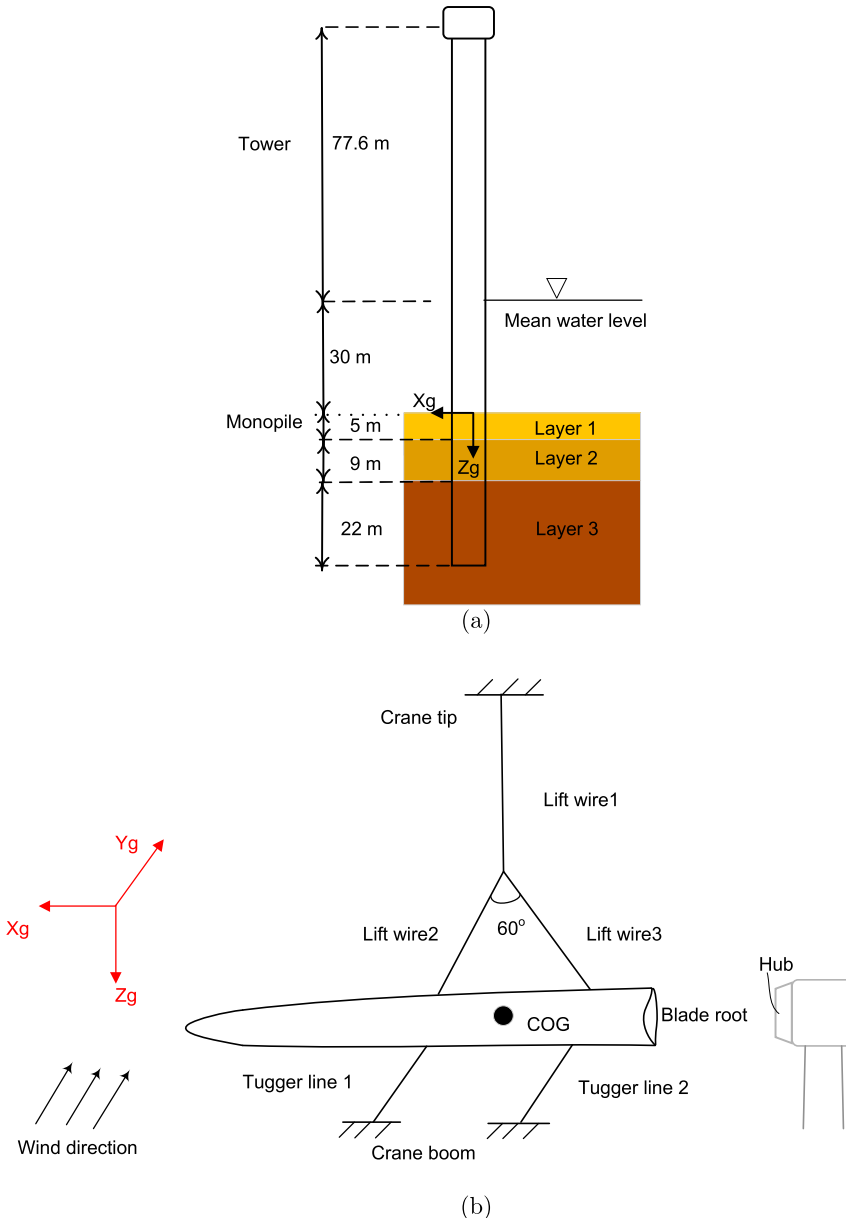 Tower
77.6 m
Mean water level
30 m
Xg
Monopile
5 m
Layer 1
9 m
Zg
Layer 2
22 m
Layer 3
(a)
Crane tip
Lift wire1
Yg
Xg
Zg
Lift wire2
60°
Lift wire3
Hub
COG
Blade root
Tugger line 1
Tugger line 2
Wind direction
Crane boom
(b)